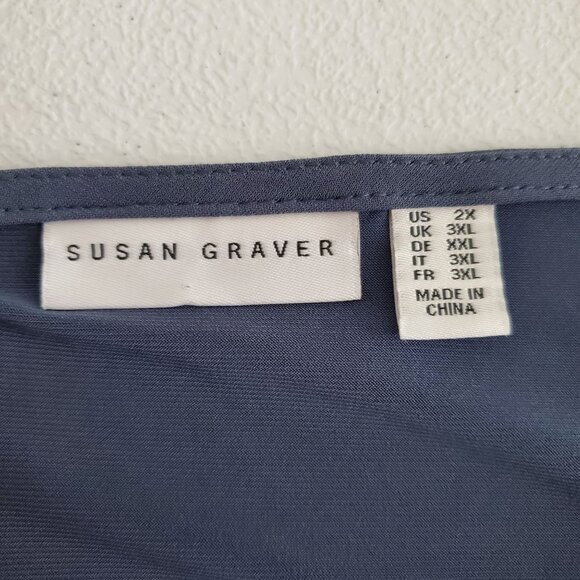 SUSAN GRAVER
US 2X
UK 3XL
DE XXL
IT 3XL
FR 3XL
MADE IN
CHINA